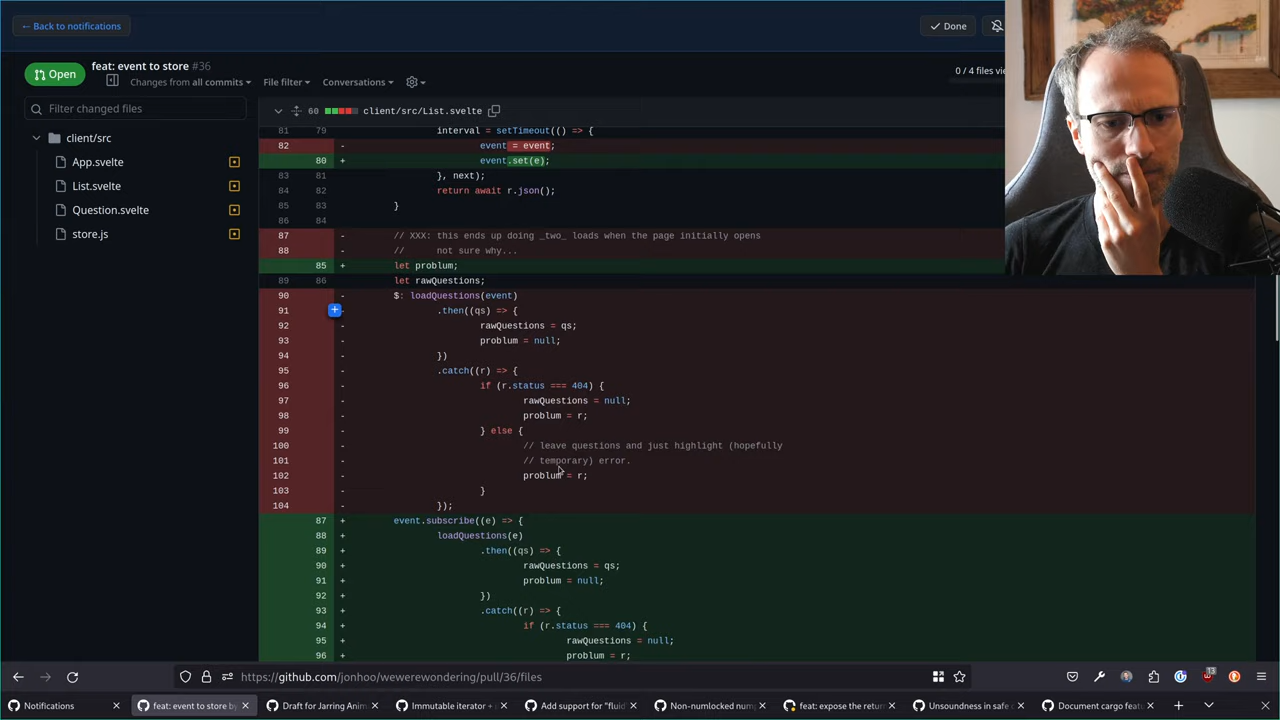 ← Back to notifications
Done
Open
feat: event to store #36
Changes from all commits
File filter
Conversations
0 / 4 files vie
Filter changed files
client/src
App.svelte
List.svelte
Question.svelte
store.js
60 client/src/List.svelte
81 79 interval = setTimeout(() => {
82 - event = event;
80 + event.set(e);
83 81 }, next);
84 82 return await r.json();
85 83 }
86 84
87 - // XXX: this ends up doing _two_ loads when the page initially opens
88 - // not sure why...
85 + let problum;
89 86 let rawQuestions;
90 - $: loadQuestions(event)
91 - .then((qs) => {
92 - rawQuestions = qs;
93 - problum = null;
94 - })
95 - .catch((r) => {
96 - if (r.status === 404) {
97 - rawQuestions = null;
98 - problum = r;
99 - } else {
100 - // leave questions and just highlight (hopefully
101 - // temporary) error.
102 - problum = r;
103 - }
104 - });
87 + event.subscribe((e) => {
88 + loadQuestions(e)
89 + .then((qs) => {
90 + rawQuestions = qs;
91 + problum = null;
92 + })
93 + .catch((r) => {
94 + if (r.status === 404) {
95 + rawQuestions = null;
96 + problum = r;
https://github.com/jonhoo/wewerewondering/pull/36/files
13
Notifications
feat: event to store by
Draft for Jarring Anim
Immutable iterator +
Add support for "fluid
Non-numlocked num
feat: expose the retur
Unsoundness in safe
Document cargo featur